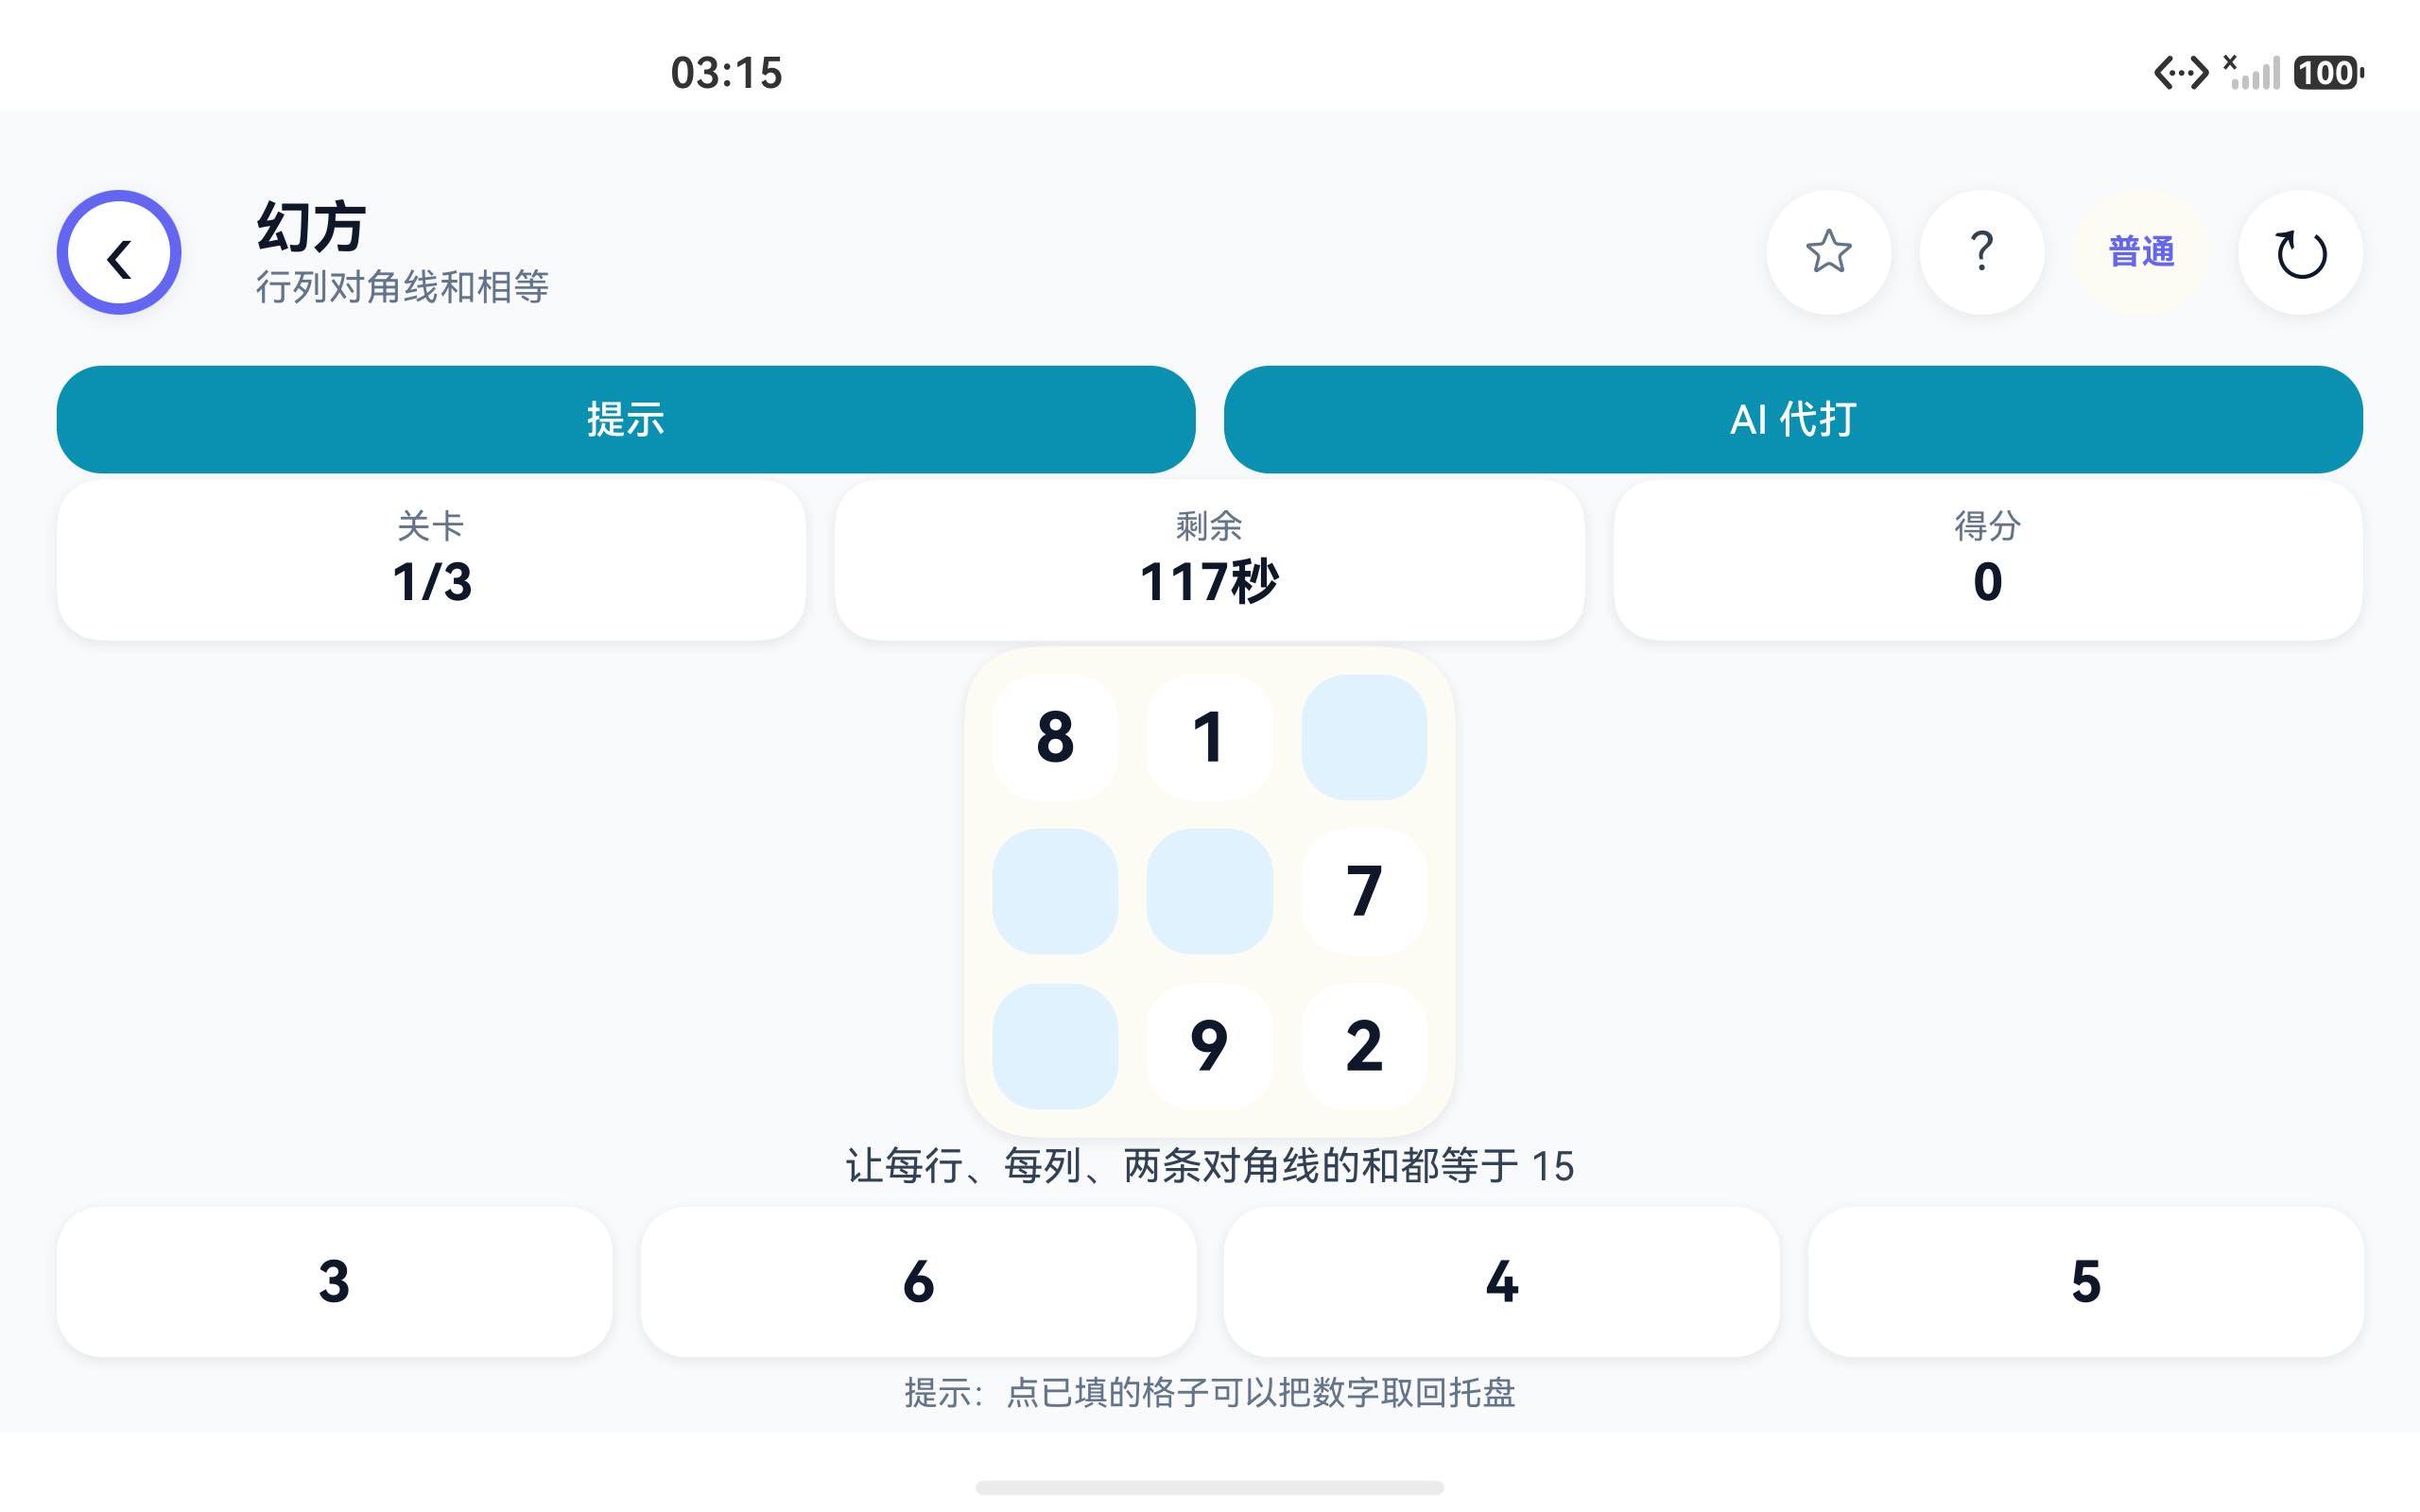 03:15
100
幻方
行列对角线和相等
?
普通
提示
AI 代打
关卡
1/3
剩余
117秒
得分
0
8 1
7
9 2
让每行、每列、两条对角线的和都等于 15
3
6
4
5
提示：点已填的格子可以把数字取回托盘